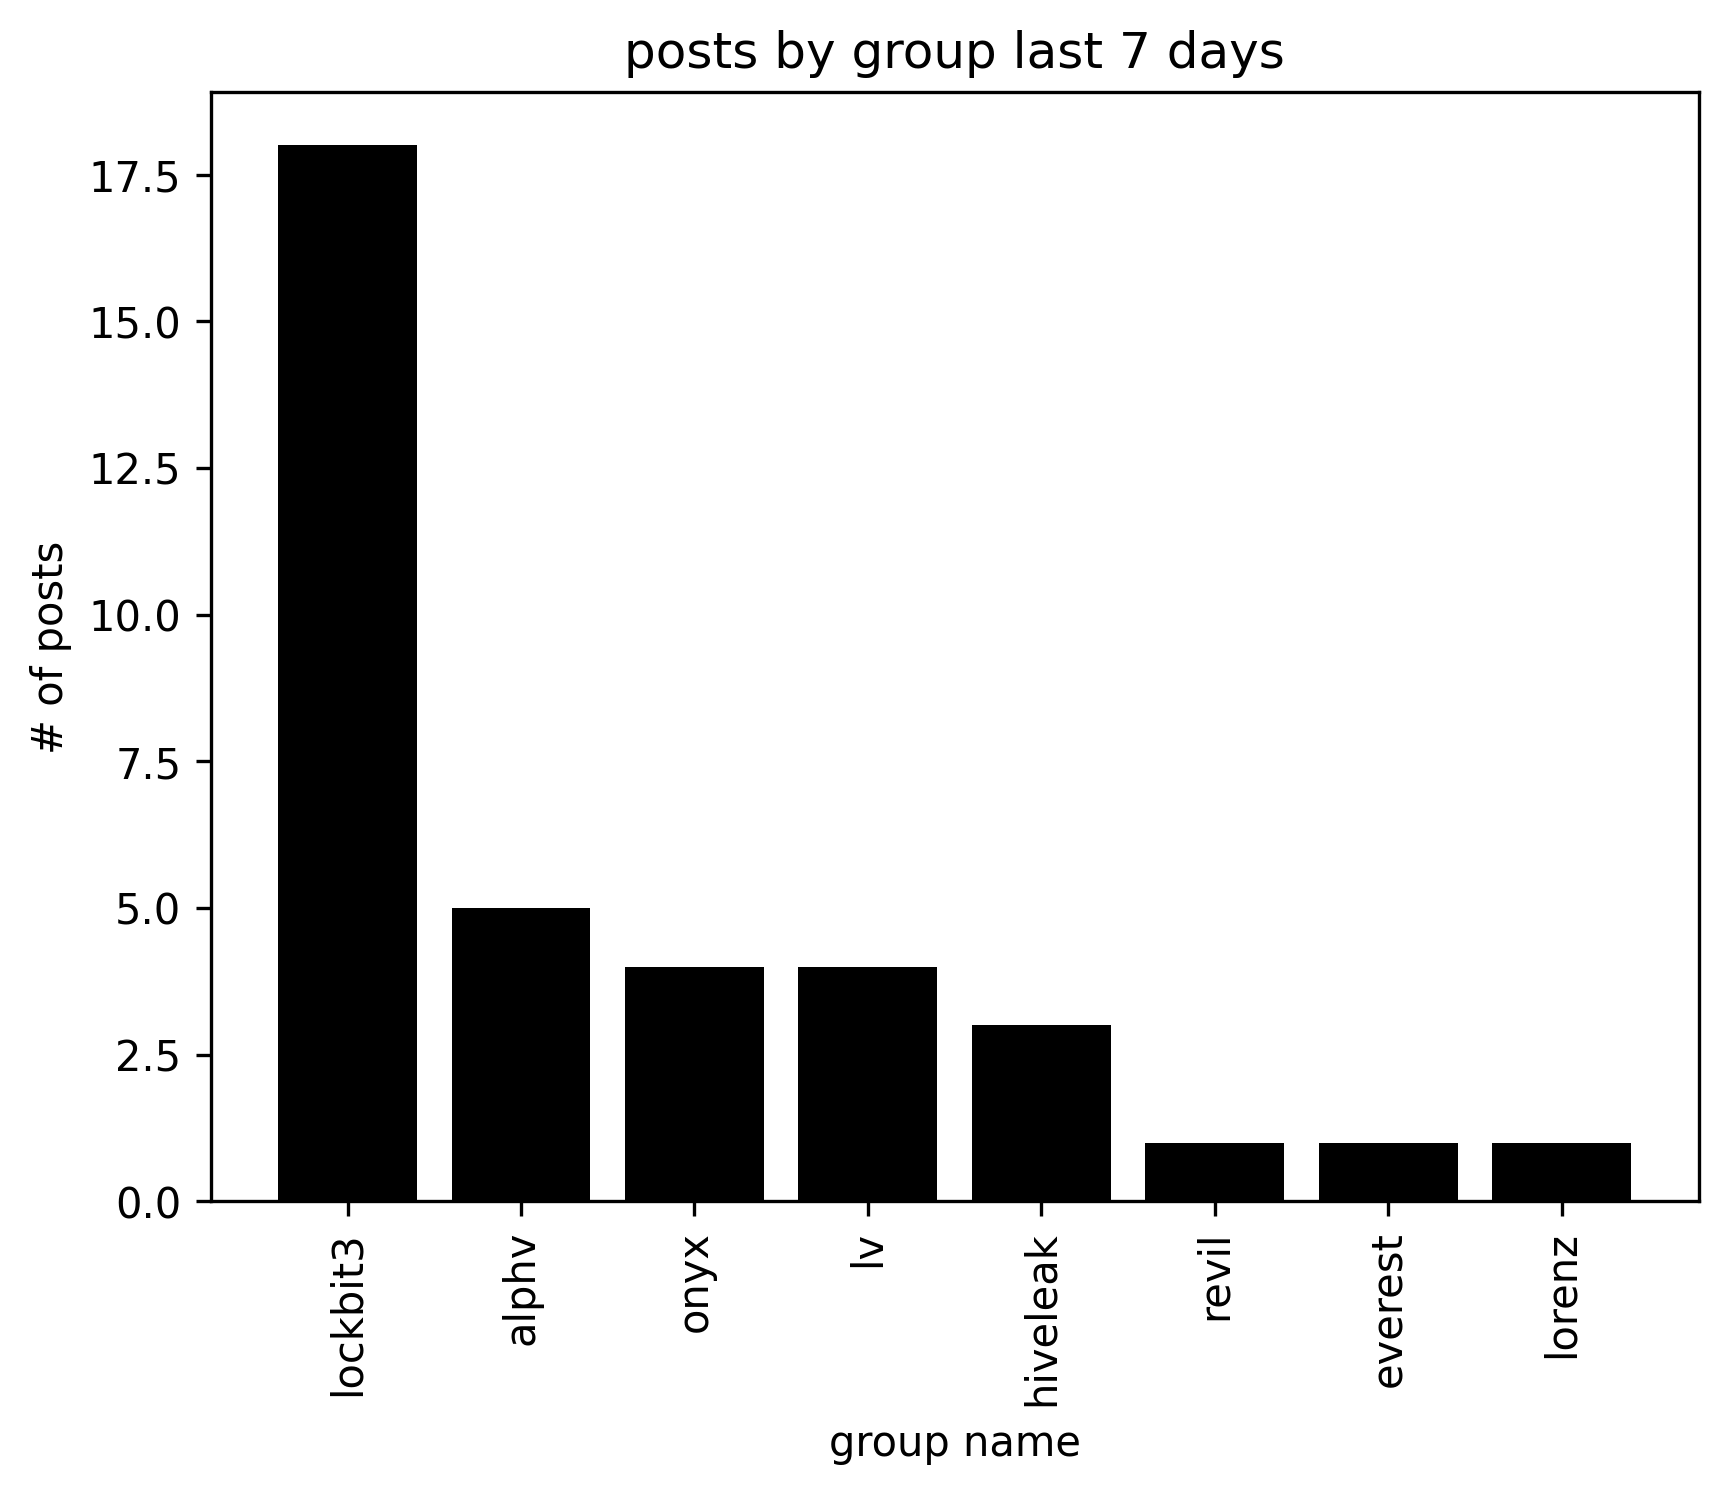 posts by group last 7 days
# of posts
17.5
15.0
12.5
10.0
7.5
5.0
2.5
0.0
lockbit3
alphv
onyx
lv
hiveleak
revil
everest
lorenz
group name